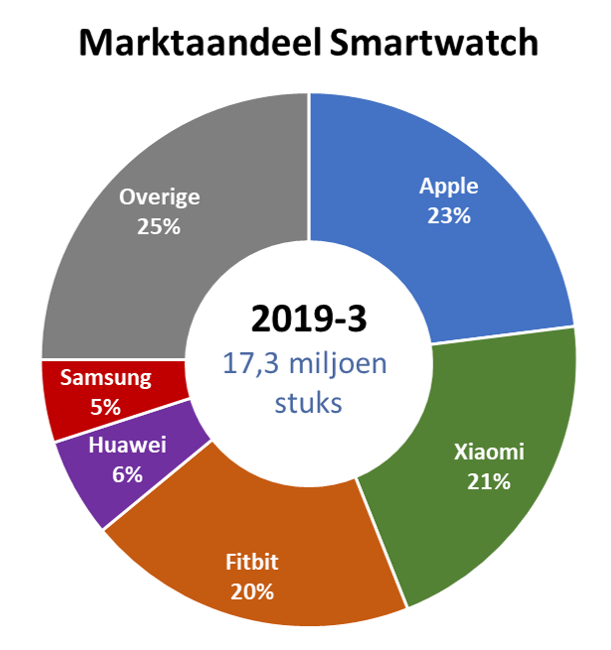 Marktaandeel Smartwatch
Apple
23%
Xiaomi
21%
Fitbit
20%
Huawei
6%
Samsung
5%
Overige
25%
2019-3
17,3 miljoen
stuks